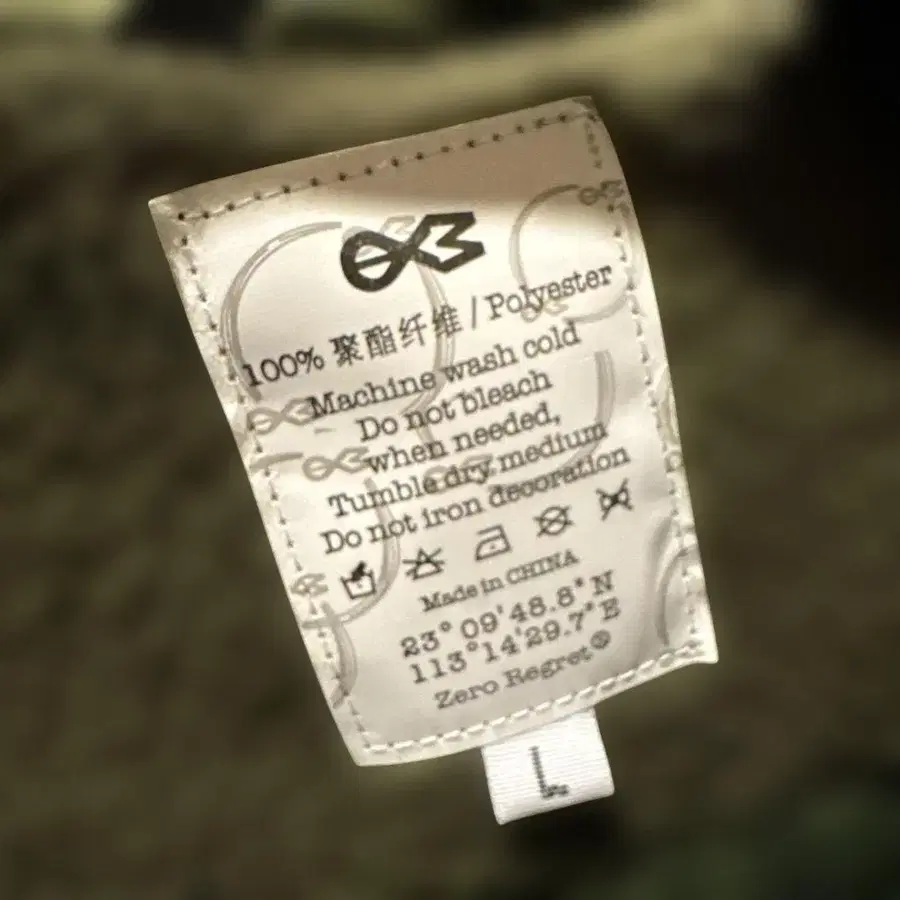 100% 聚酯纤维 / Polyester
Machine wash cold
Do not bleach
when needed,
Tumble dry medium
Do not iron decoration
Made in CHINA
23° 09'48.8" N
113°14'29.7" E
Zero Regret®
L